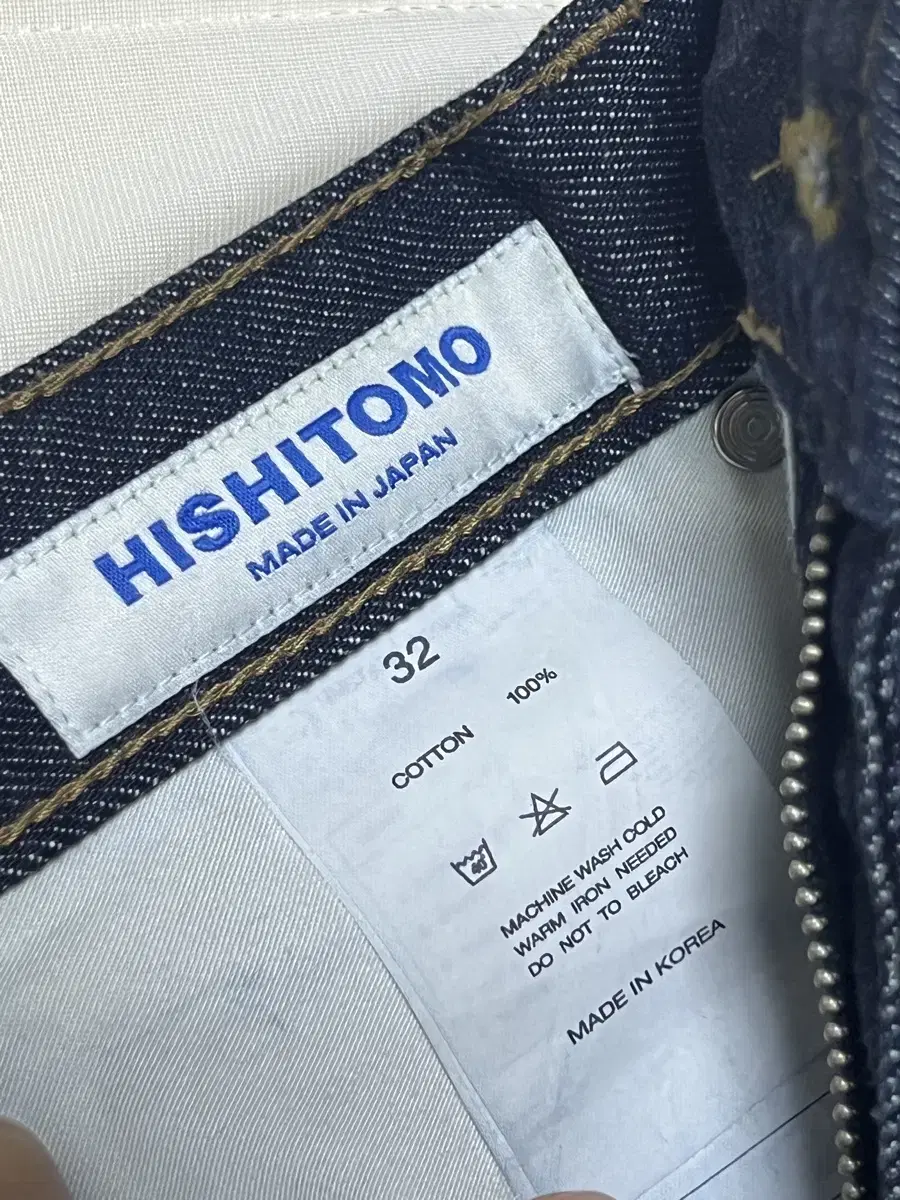 HISHITOMO
MADE IN JAPAN
32
COTTON 100%
40
MACHINE WASH COLD
WARM IRON NEEDED
DO NOT TO BLEACH
MADE IN KOREA